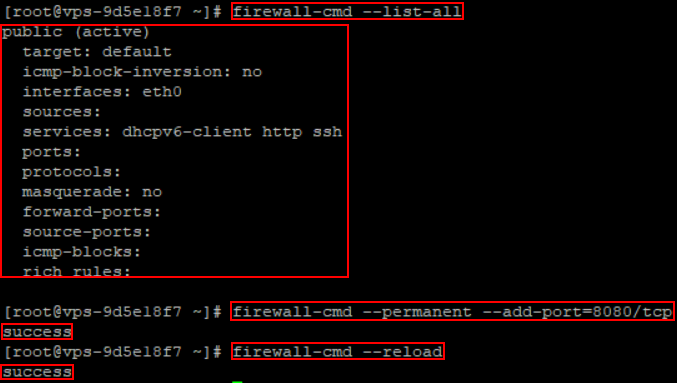 [root@vps-9d5e18f7 ~]# firewall-cmd --list-all
public (active)
target: default
icmp-block-inversion: no
interfaces: eth0
sources:
services: dhcpv6-client http ssh
ports:
protocols:
masquerade: no
forward-ports:
source-ports:
icmp-blocks:
rich rules:
[root@vps-9d5e18f7 ~]# firewall-cmd --permanent --add-port=8080/tcp
success
[root@vps-9d5e18f7 ~]# firewall-cmd --reload
success